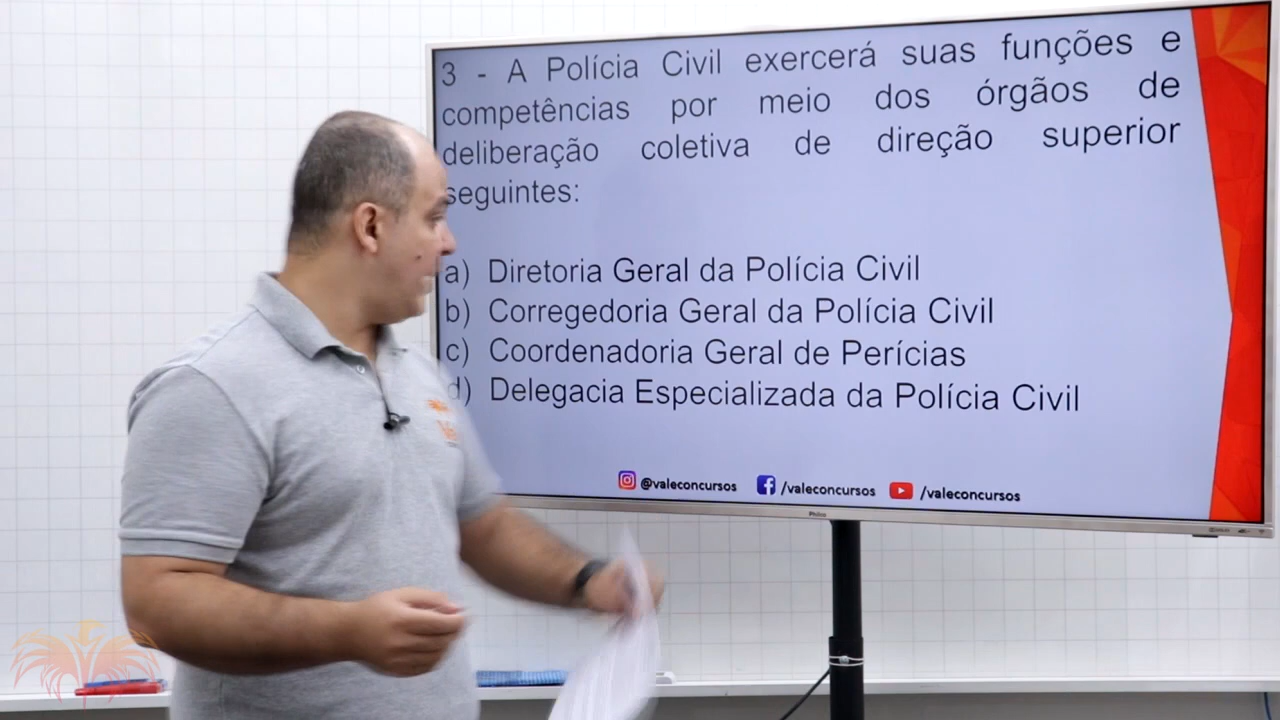 3 - A Polícia Civil exercerá suas funções e
competências por meio dos órgãos de
deliberação coletiva de direção superior
seguintes:
a) Diretoria Geral da Polícia Civil
b) Corregedoria Geral da Polícia Civil
c) Coordenadoria Geral de Perícias
d) Delegacia Especializada da Polícia Civil
@valeconcursos /valeconcursos /valeconcursos
Philco